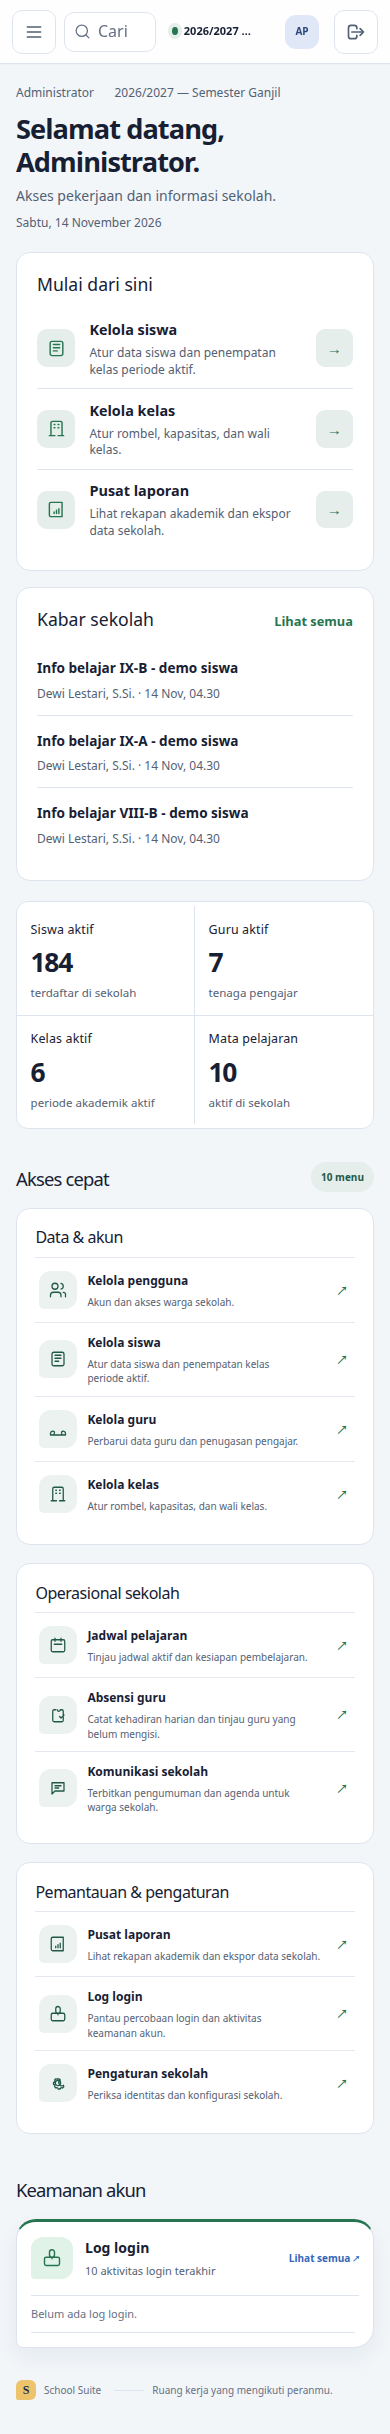 Cari
2026/2027 ...
AP
Administrator 2026/2027 — Semester Ganjil
Selamat datang,
Administrator.
Akses pekerjaan dan informasi sekolah.
Sabtu, 14 November 2026
Mulai dari sini
Kelola siswa
Atur data siswa dan penempatan
kelas periode aktif.
→
Kelola kelas
Atur rombel, kapasitas, dan wali
kelas.
→
Pusat laporan
Lihat rekapan akademik dan ekspor
data sekolah.
→
Kabar sekolah
Lihat semua
Info belajar IX-B - demo siswa
Dewi Lestari, S.Si. · 14 Nov, 04.30
Info belajar IX-A - demo siswa
Dewi Lestari, S.Si. · 14 Nov, 04.30
Info belajar VIII-B - demo siswa
Dewi Lestari, S.Si. · 14 Nov, 04.30
Siswa aktif
184
terdaftar di sekolah
Guru aktif
7
tenaga pengajar
Kelas aktif
6
periode akademik aktif
Mata pelajaran
10
aktif di sekolah
Akses cepat
10 menu
Data & akun
Kelola pengguna
Akun dan akses warga sekolah.
↗
Kelola siswa
Atur data siswa dan penempatan kelas
periode aktif.
↗
Kelola guru
Perbarui data guru dan penugasan pengajar.
↗
Kelola kelas
Atur rombel, kapasitas, dan wali kelas.
↗
Operasional sekolah
Jadwal pelajaran
Tinjau jadwal aktif dan kesiapan pembelajaran.
↗
Absensi guru
Catat kehadiran harian dan tinjau guru yang
belum mengisi.
↗
Komunikasi sekolah
Terbitkan pengumuman dan agenda untuk
warga sekolah.
↗
Pemantauan & pengaturan
Pusat laporan
Lihat rekapan akademik dan ekspor data sekolah.
↗
Log login
Pantau percobaan login dan aktivitas
keamanan akun.
↗
Pengaturan sekolah
Periksa identitas dan konfigurasi sekolah.
↗
Keamanan akun
Log login
10 aktivitas login terakhir
Lihat semua ↗
Belum ada log login.
S School Suite Ruang kerja yang mengikuti peranmu.